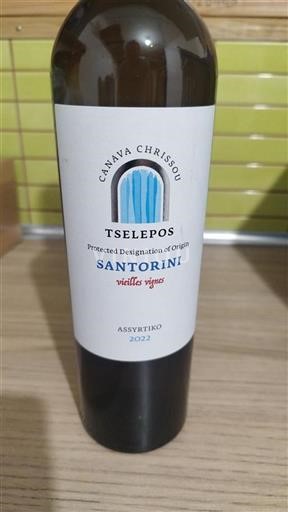 CANAVA CHRISSOU
TSELEPOS
Protected Designation of Origin
SANTORINI
vieilles vignes
ASSYRTIKO
2022